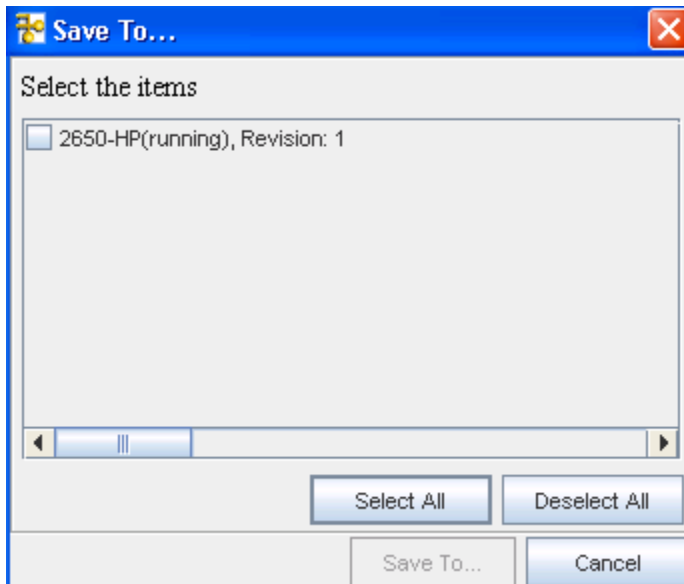 Save To...
Select the items
2650-HP(running), Revision: 1
Select All Deselect All
Save To... Cancel